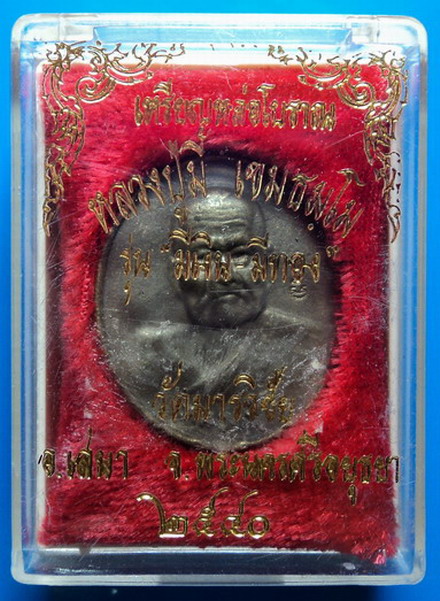 เหรียญหล่อโบราณ
หลวงปู่มี เขมธมฺโม
รุ่น "มีเงิน-มีทอง"
วัดมารวิชัย
อ.เสนา จ.พระนครศรีอยุธยา
๒๕๔๐